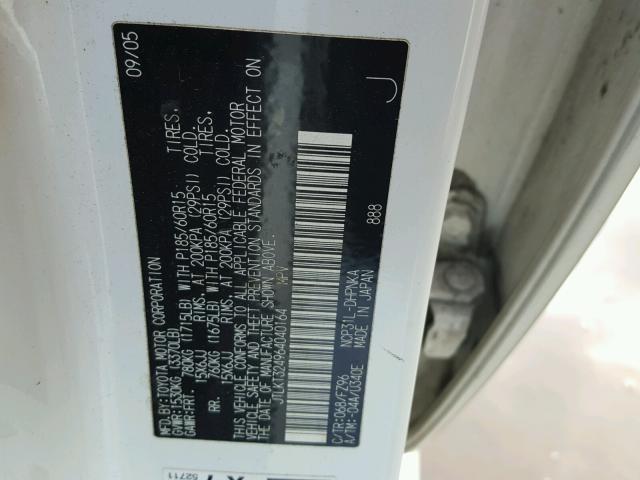 MFD.BY:TOYOTA MOTOR CORPORATION 09/05
GVWR:1530KG (3370LB)
GAWR:FRT. 780KG (1715LB) WITH P185/60R15 TIRES,
15X6JJ RIMS, AT 200KPA (29PSI) COLD.
RR. 760KG (1675LB) WITH P185/60R15 TIRES,
15X6JJ RIMS, AT 200KPA (29PSI) COLD.
THIS VEHICLE CONFORMS TO ALL APPLICABLE FEDERAL MOTOR
VEHICLE SAFETY AND THEFT PREVENTION STANDARDS IN EFFECT ON
THE DATE OF MANUFACTURE SHOWN ABOVE.
JTLKT324964040164 MPV
C/TR:068/FZ96 NCP31L-DHPNKA
A/TM:-04A/U340E MADE IN JAPAN
888 J
52711